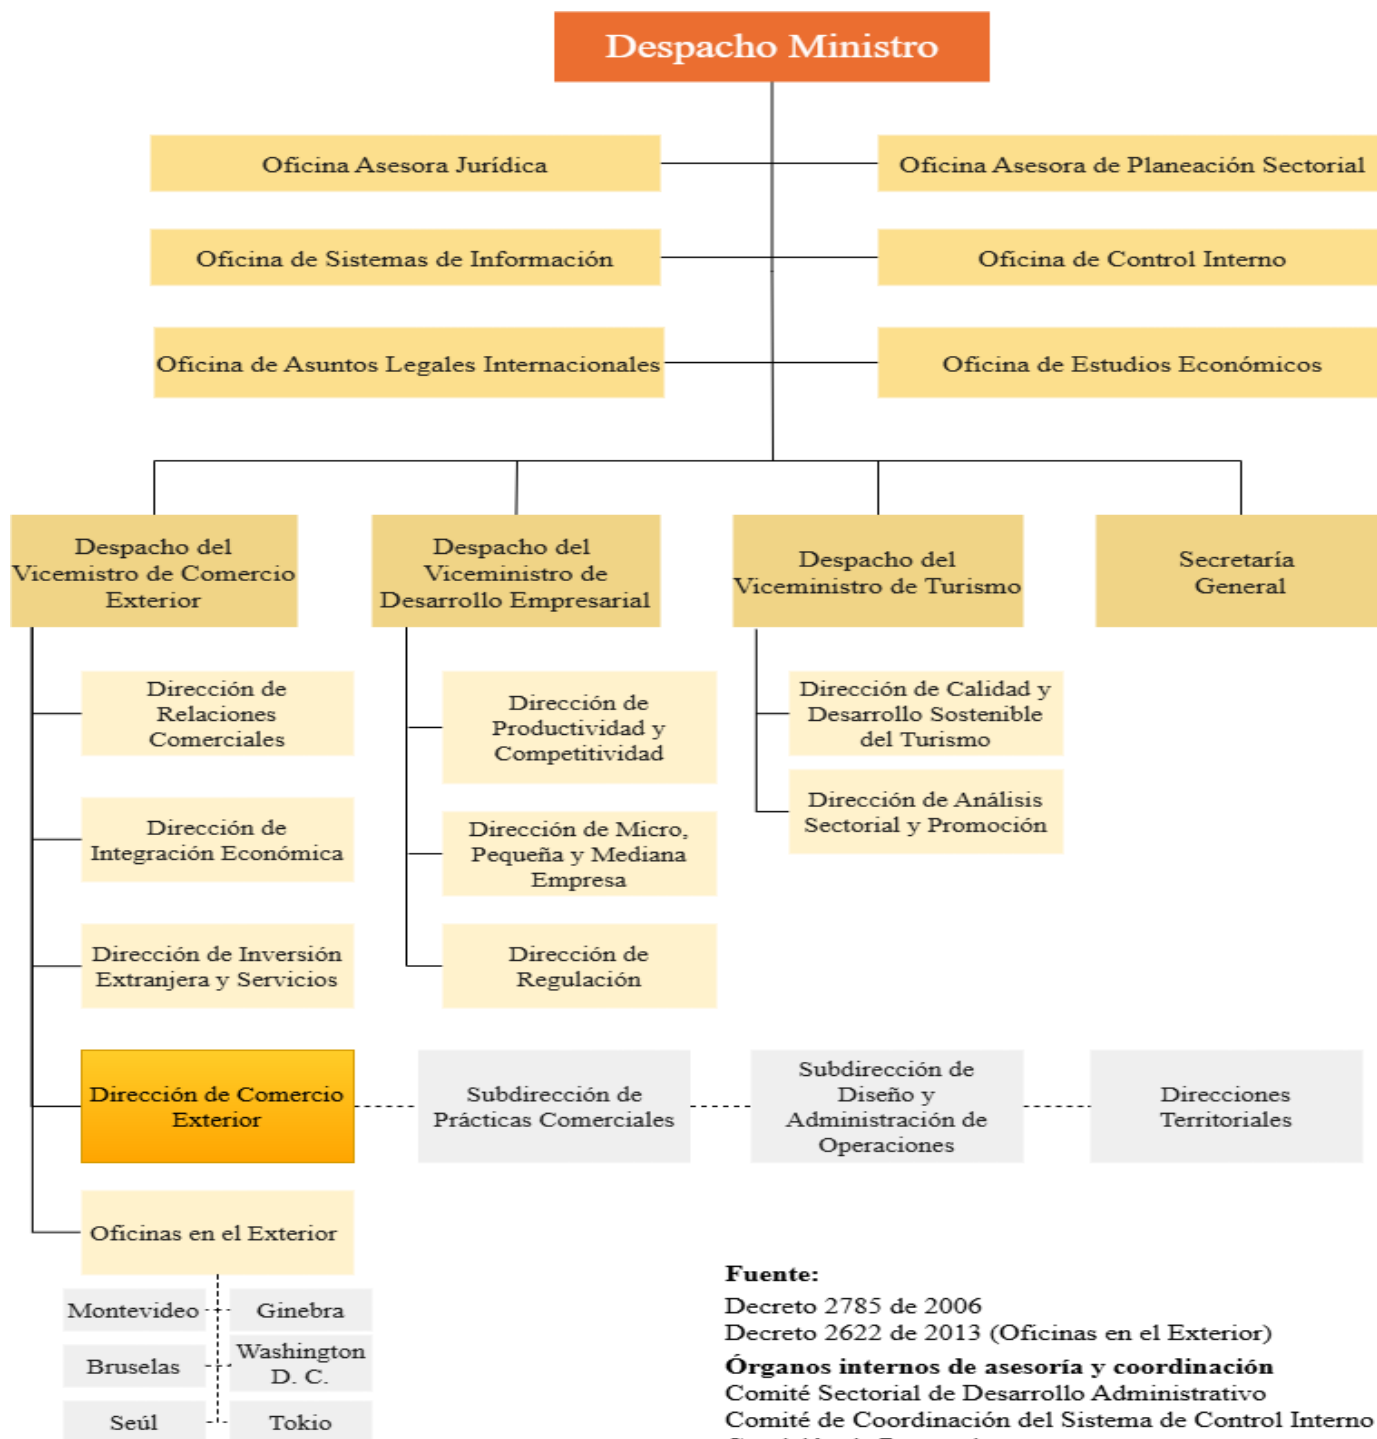 Despacho Ministro
Oficina Asesora Jurídica
Oficina Asesora de Planeación Sectorial
Oficina de Sistemas de Información
Oficina de Control Interno
Oficina de Asuntos Legales Internacionales
Oficina de Estudios Económicos
Despacho del
Vicemistro de Comercio
Exterior
Despacho del
Viceministro de
Desarrollo Empresarial
Despacho del
Viceministro de Turismo
Secretaría
General
Dirección de
Relaciones
Comerciales
Dirección de
Integración Económica
Dirección de Inversión
Extranjera y Servicios
Dirección de
Productividad y
Competitividad
Dirección de Micro,
Pequeña y Mediana
Empresa
Dirección de
Regulación
Dirección de Calidad y
Desarrollo Sostenible
del Turismo
Dirección de Análisis
Sectorial y Promoción
Dirección de Comercio
Exterior
Subdirección de
Prácticas Comerciales
Subdirección de
Diseño y
Administración de
Operaciones
Direcciones
Territoriales
Oficinas en el Exterior
Montevideo
Ginebra
Bruselas
Washington
D. C.
Seúl
Tokio
Fuente:
Decreto 2785 de 2006
Decreto 2622 de 2013 (Oficinas en el Exterior)
Órganos internos de asesoría y coordinación
Comité Sectorial de Desarrollo Administrativo
Comité de Coordinación del Sistema de Control Interno